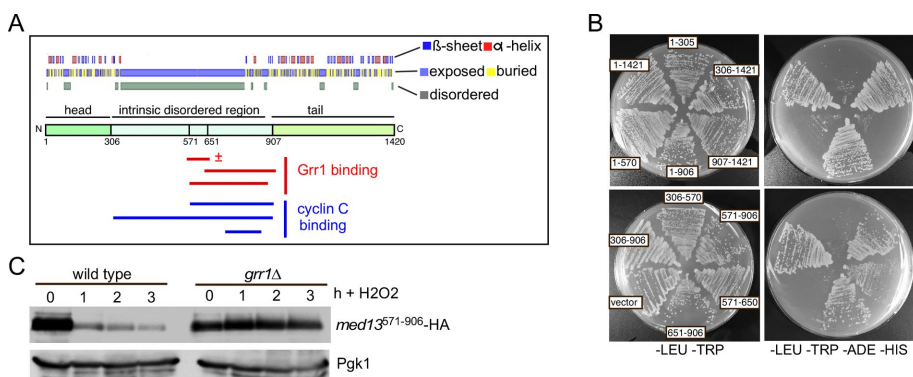 A
ß-sheet α-helix
exposed buried
disordered
head intrinsic disordered region tail
N C
1 306 571 651 907 1420
±
Grr1 binding
cyclin C
binding
B
1-305
1-1421 306-1421
1-570 907-1421
1-906
306-570
306-906 571-906
vector 571-650
651-906
-LEU -TRP -LEU -TRP -ADE -HIS
C
wild type grr1Δ
0 1 2 3 0 1 2 3 h + H2O2
med13571-906-HA
Pgk1